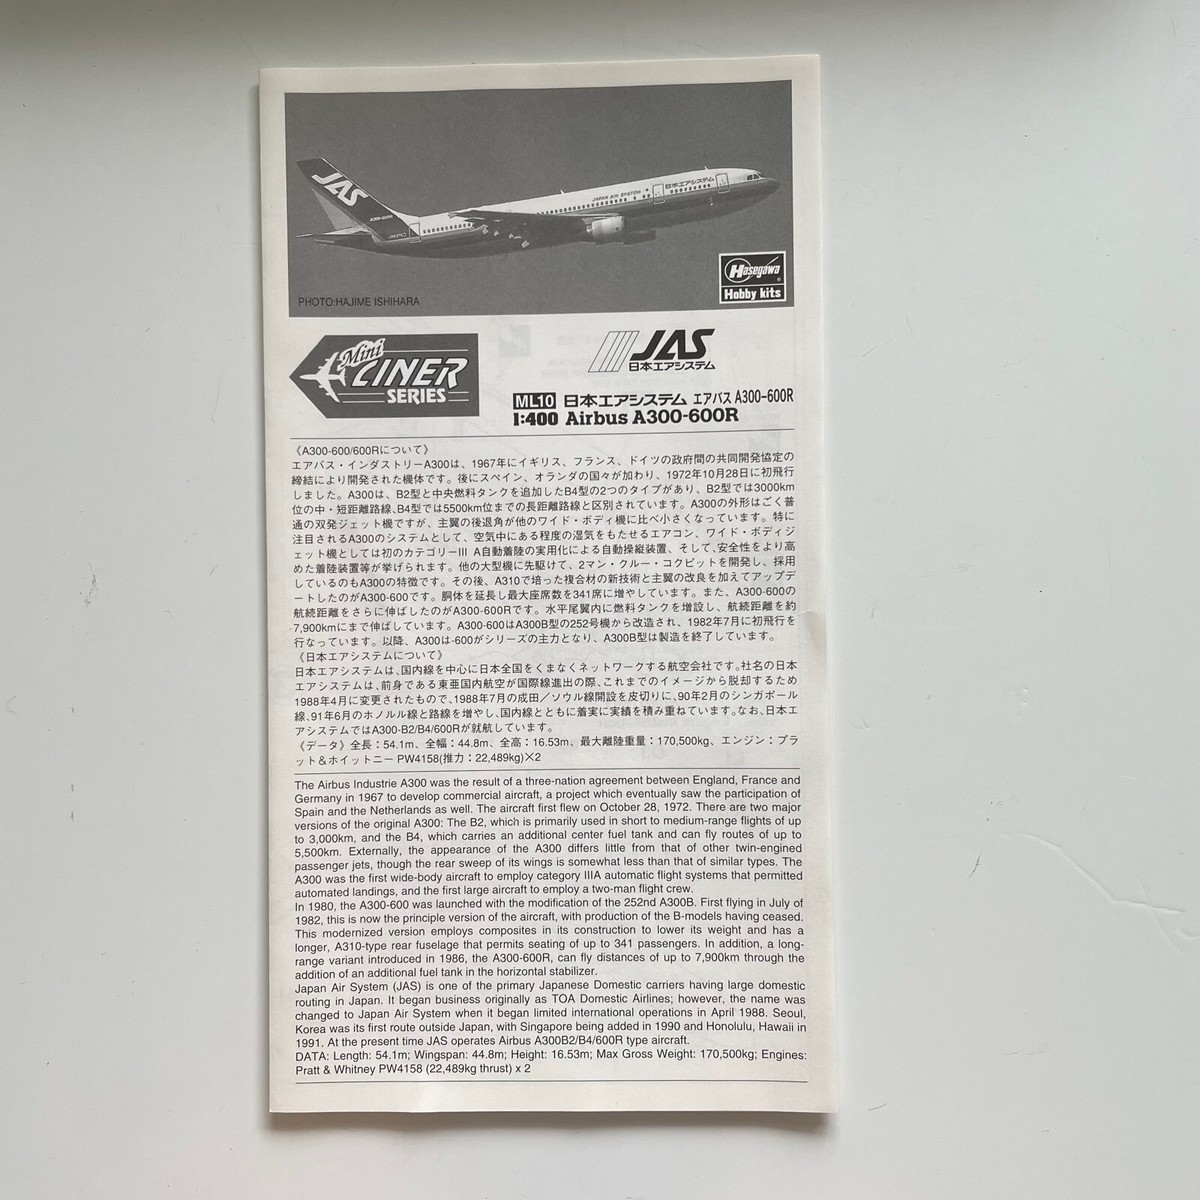 JAS
A300-600R
JAPAN AIR SYSTEM
日本エアシステム
Hasegawa
Hobby kits
PHOTO:HAJIME ISHIHARA
Mini
LINER
SERIES
JAS
日本エアシステム
ML10 日本エアシステム エアバス A300-600R
1:400 Airbus A300-600R
《A300-600/600Rについて》
エアバス・インダストリーA300は、1967年にイギリス、フランス、ドイツの政府間の共同開発協定の
締結により開発された機体です。後にスペイン、オランダの国々が加わり、1972年10月28日に初飛行
しました。A300は、B2型と中央燃料タンクを追加したB4型の2つのタイプがあり、B2型では3000km
位の中・短距離路線、B4型では5500km位までの長距離路線と区別されています。A300の外形はごく普
通の双発ジェット機ですが、主翼の後退角が他のワイド・ボディ機に比べ小さくなっています。特に
注目されるA300のシステムとして、空気中にある程度の湿気をもたせるエアコン、ワイド・ボディジ
ェット機としては初のカテゴリーIII A自動着陸の実用化による自動操縦装置、そして、安全性をより高
めた着陸装置等が挙げられます。他の大型機に先駆けて、2マン・クルー・コクピットを開発し、採用
しているのもA300の特徴です。その後、A310で培った複合材の新技術と主翼の改良を加えてアップデ
ートしたのがA300-600です。胴体を延長し最大座席数を341席に増やしています。また、A300-600の
航続距離をさらに伸ばしたのがA300-600Rです。水平尾翼内に燃料タンクを増設し、航続距離を約
7,900kmにまで伸ばしています。A300-600はA300B型の252号機から改造され、1982年7月に初飛行を
行なっています。以降、A300は-600がシリーズの主力となり、A300B型は製造を終了しています。
《日本エアシステムについて》
日本エアシステムは、国内線を中心に日本全国をくまなくネットワークする航空会社です。社名の日本
エアシステムは、前身である東亜国内航空が国際線進出の際、これまでのイメージから脱却するため
1988年4月に変更されたもので、1988年7月の成田／ソウル線開設を皮切りに、90年2月のシンガポール
線、91年6月のホノルル線と路線を増やし、国内線とともに着実に実績を積み重ねています。なお、日本エ
アシステムではA300-B2/B4/600Rが就航しています。
《データ》全長：54.1m、全幅：44.8m、全高：16.53m、最大離陸重量：170,500kg、エンジン：プラ
ット＆ホイットニー PW4158(推力：22,489kg)×2
The Airbus Industrie A300 was the result of a three-nation agreement between England, France and
Germany in 1967 to develop commercial aircraft, a project which eventually saw the participation of
Spain and the Netherlands as well. The aircraft first flew on October 28, 1972. There are two major
versions of the original A300: The B2, which is primarily used in short to medium-range flights of up
to 3,000km, and the B4, which carries an additional center fuel tank and can fly routes of up to
5,500km. Externally, the appearance of the A300 differs little from that of other twin-engined
passenger jets, though the rear sweep of its wings is somewhat less than that of similar types. The
A300 was the first wide-body aircraft to employ category IIIA automatic flight systems that permitted
automated landings, and the first large aircraft to employ a two-man flight crew.
In 1980, the A300-600 was launched with the modification of the 252nd A300B. First flying in July of
1982, this is now the principle version of the aircraft, with production of the B-models having ceased.
This modernized version employs composites in its construction to lower its weight and has a
longer, A310-type rear fuselage that permits seating of up to 341 passengers. In addition, a long-
range variant introduced in 1986, the A300-600R, can fly distances of up to 7,900km through the
addition of an additional fuel tank in the horizontal stabilizer.
Japan Air System (JAS) is one of the primary Japanese Domestic carriers having large domestic
routing in Japan. It began business originally as TOA Domestic Airlines; however, the name was
changed to Japan Air System when it began limited international operations in April 1988. Seoul,
Korea was its first route outside Japan, with Singapore being added in 1990 and Honolulu, Hawaii in
1991. At the present time JAS operates Airbus A300B2/B4/600R type aircraft.
DATA: Length: 54.1m; Wingspan: 44.8m; Height: 16.53m; Max Gross Weight: 170,500kg; Engines:
Pratt & Whitney PW4158 (22,489kg thrust) x 2